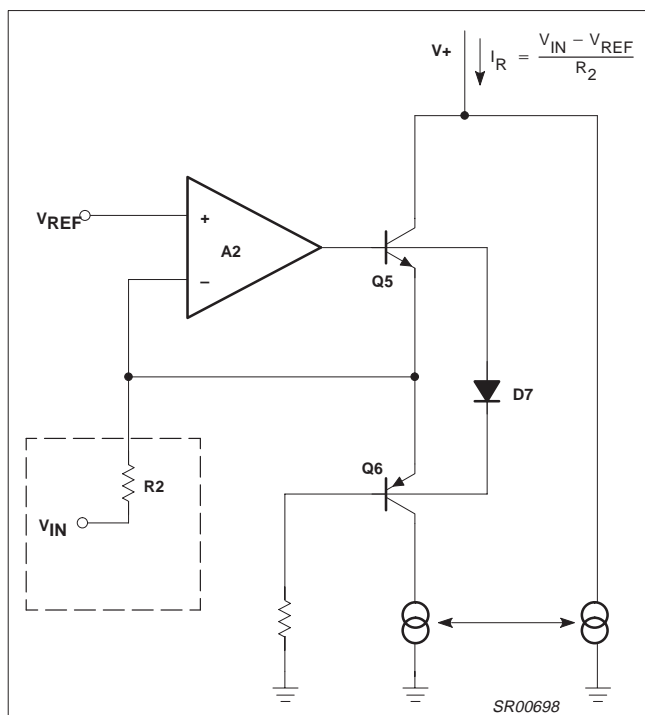 V+
I_R = (V_IN − V_REF) / R_2
V_REF
+
A2
−
Q5
D7
Q6
R2
V_IN
SR00698